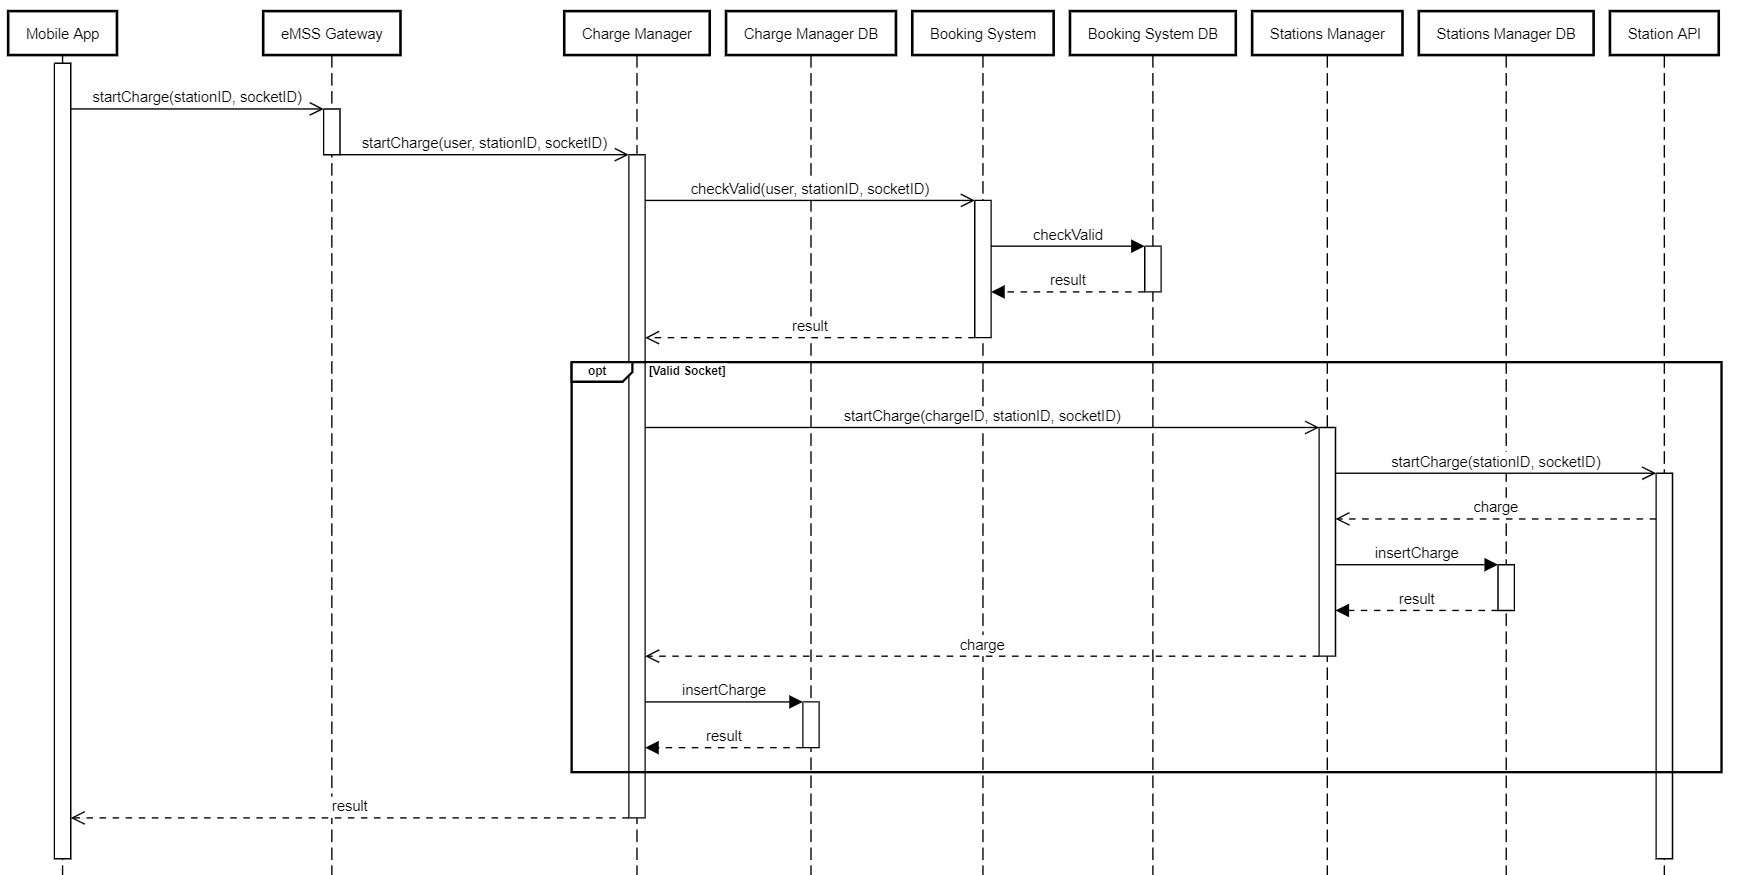 Mobile App
eMSS Gateway
Charge Manager
Charge Manager DB
Booking System
Booking System DB
Stations Manager
Stations Manager DB
Station API
startCharge(stationID, socketID)
startCharge(user, stationID, socketID)
checkValid(user, stationID, socketID)
checkValid
result
result
opt
[Valid Socket]
startCharge(chargeID, stationID, socketID)
startCharge(stationID, socketID)
charge
insertCharge
result
charge
insertCharge
result
result